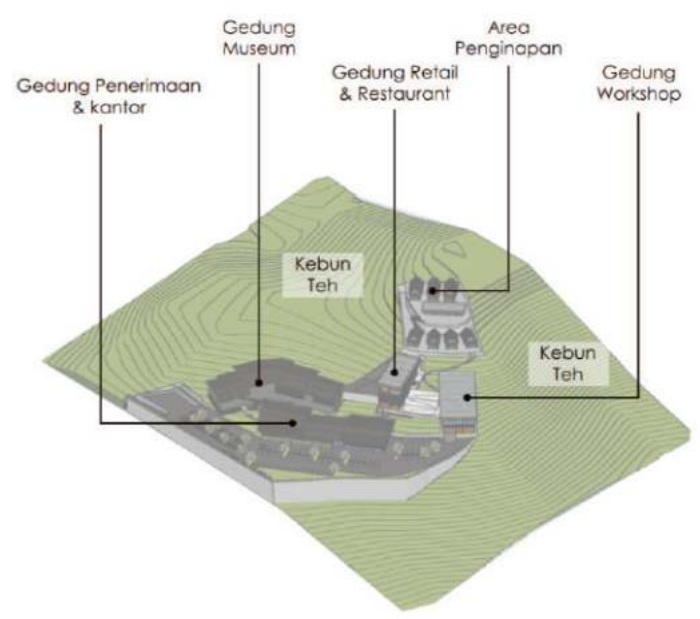 Gedung
Museum
Area
Penginapan
Gedung Penerimaan
& kantor
Gedung Retail
& Restaurant
Gedung
Workshop
Kebun
Teh
Kebun
Teh